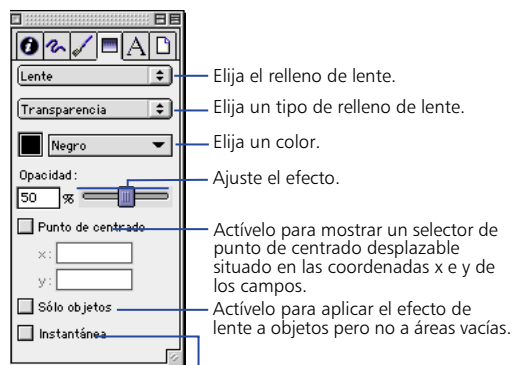 A
Lente
Elija el relleno de lente.
Transparencia
Elija un tipo de relleno de lente.
Negro
Elija un color.
Opacidad:
50 %
Ajuste el efecto.
Punto de centrado
Actívelo para mostrar un selector de
punto de centrado desplazable
situado en las coordenadas x e y de
los campos.
x:
y:
Sólo objetos
Actívelo para aplicar el efecto de
lente a objetos pero no a áreas vacías.
Instantánea